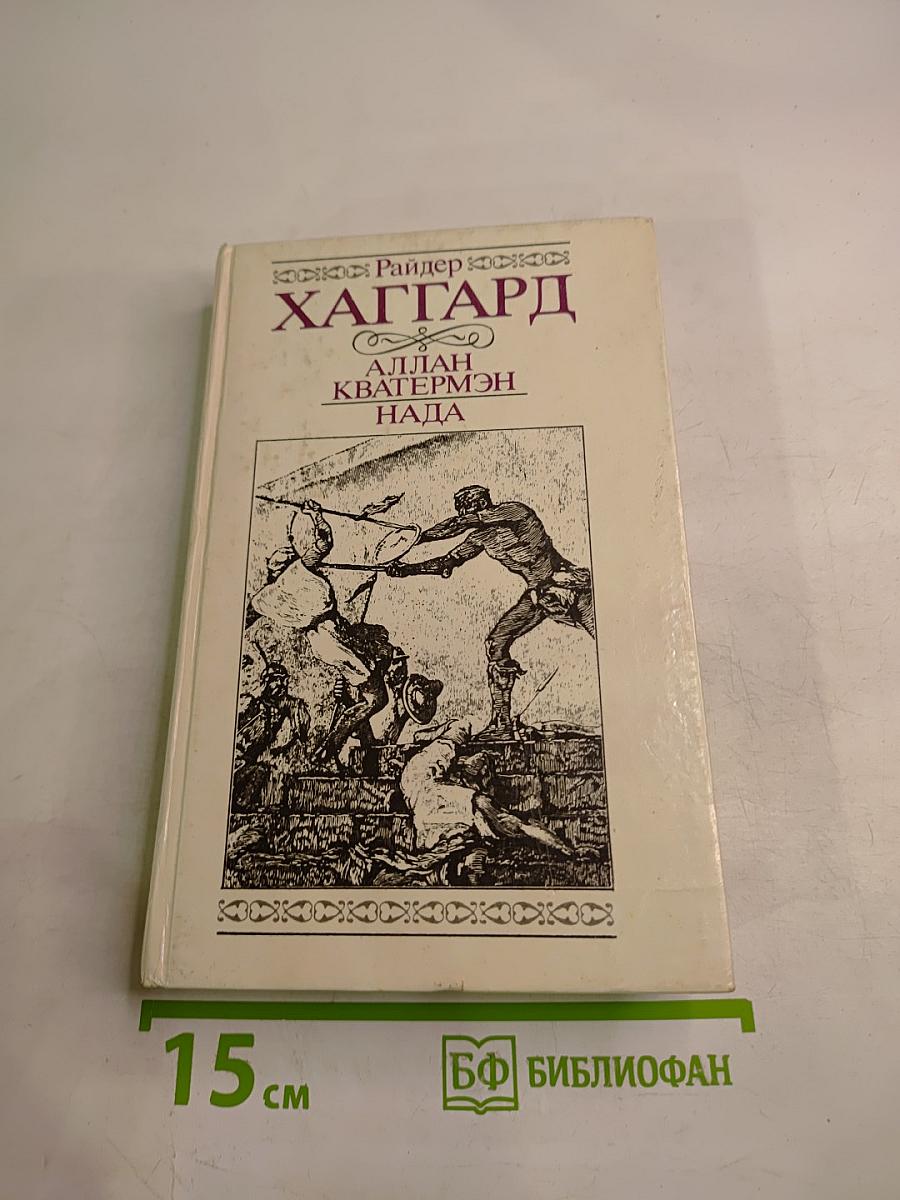 Райдер
ХАГГАРД
АЛЛАН
КВАТЕРМЭН
НАДА
15 см
БФ БИБЛИОФАН